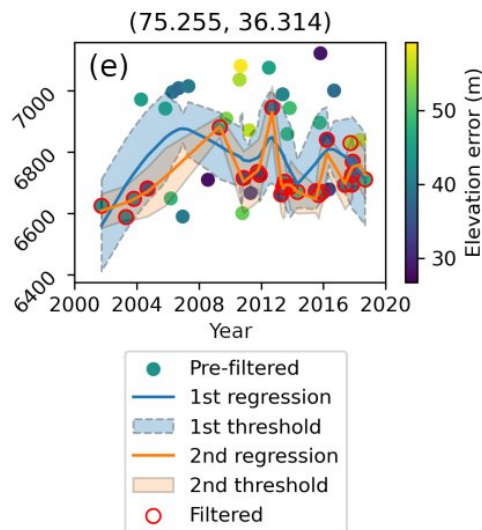 (75.255, 36.314)
(e)
7000
6800
6600
6400
2000 2004 2008 2012 2016 2020
Year
50
40
30
Elevation error (m)
Pre-filtered
1st regression
1st threshold
2nd regression
2nd threshold
Filtered